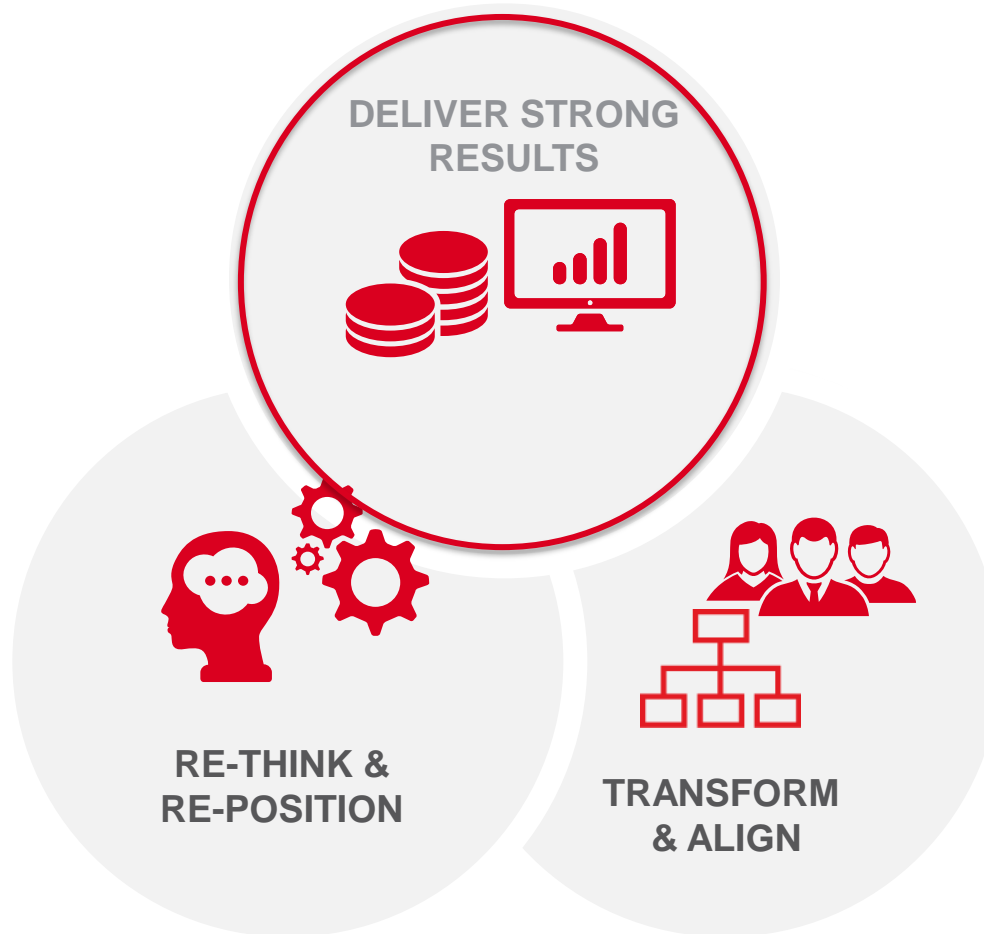 DELIVER STRONG
RESULTS
RE-THINK &
RE-POSITION
TRANSFORM
& ALIGN